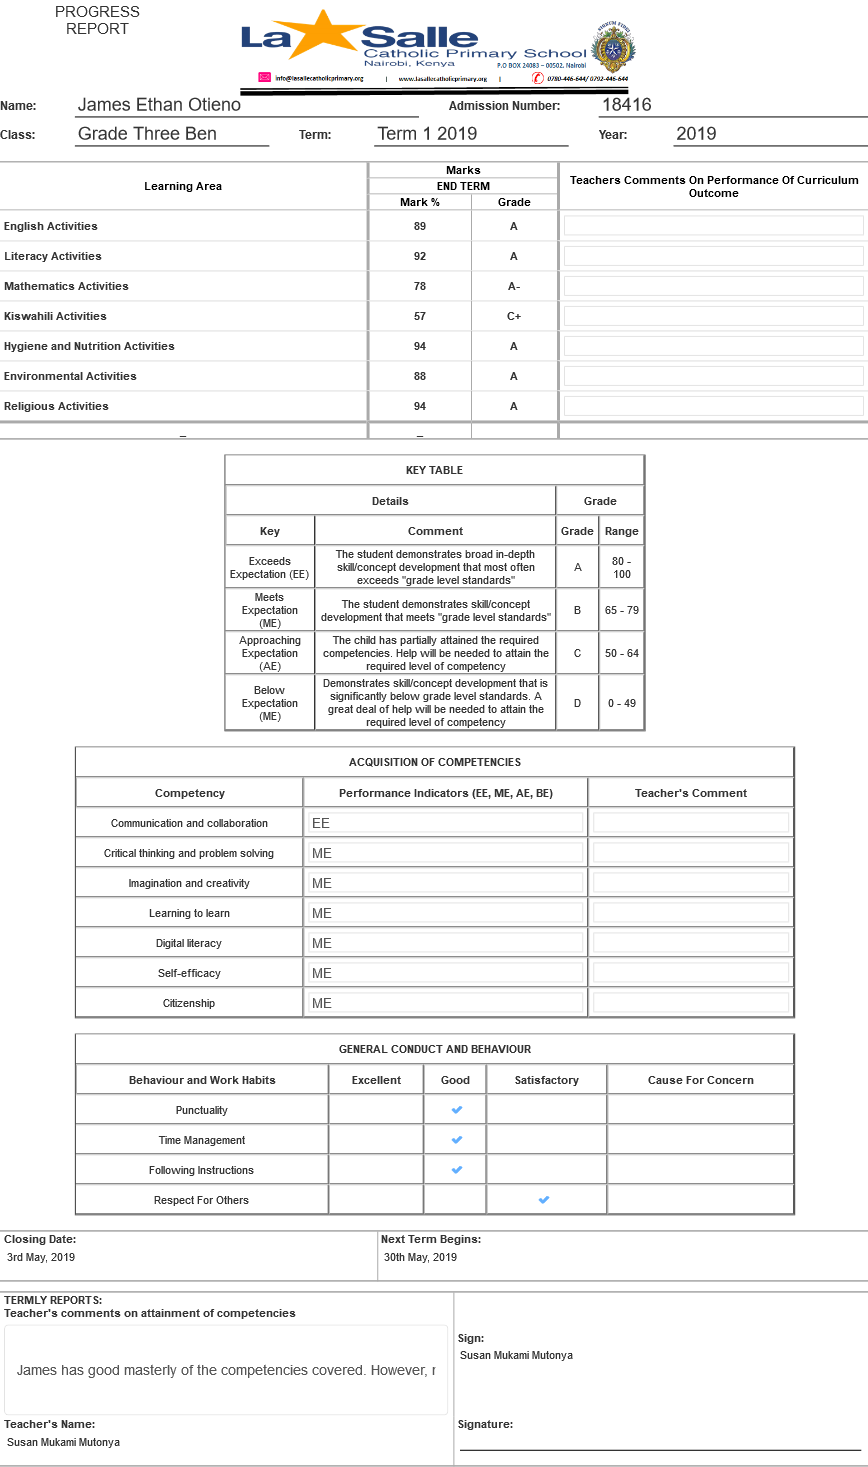 PROGRESS
REPORT
La Salle
Catholic Primary School
Nairobi, Kenya
P.O BOX 24083 – 00502, Nairobi
info@lasallecatholicprimary.org | www.lasallecatholicprimary.org | 0780-446-644/ 0792-446-644
Name: James Ethan Otieno Admission Number: 18416
Class: Grade Three Ben Term: Term 1 2019 Year: 2019
Learning Area Marks Teachers Comments On Performance Of Curriculum Outcome
END TERM
Mark % Grade
English Activities 89 A
Literacy Activities 92 A
Mathematics Activities 78 A-
Kiswahili Activities 57 C+
Hygiene and Nutrition Activities 94 A
Environmental Activities 88 A
Religious Activities 94 A
_ _
KEY TABLE
Details Grade
Key Comment Grade Range
Exceeds Expectation (EE) The student demonstrates broad in-depth skill/concept development that most often exceeds "grade level standards" A 80 - 100
Meets Expectation (ME) The student demonstrates skill/concept development that meets "grade level standards" B 65 - 79
Approaching Expectation (AE) The child has partially attained the required competencies. Help will be needed to attain the required level of competency C 50 - 64
Below Expectation (ME) Demonstrates skill/concept development that is significantly below grade level standards. A great deal of help will be needed to attain the required level of competency D 0 - 49
ACQUISITION OF COMPETENCIES
Competency Performance Indicators (EE, ME, AE, BE) Teacher's Comment
Communication and collaboration EE
Critical thinking and problem solving ME
Imagination and creativity ME
Learning to learn ME
Digital literacy ME
Self-efficacy ME
Citizenship ME
GENERAL CONDUCT AND BEHAVIOUR
Behaviour and Work Habits Excellent Good Satisfactory Cause For Concern
Punctuality
Time Management
Following Instructions
Respect For Others
Closing Date: Next Term Begins:
3rd May, 2019 30th May, 2019
TERMLY REPORTS:
Teacher's comments on attainment of competencies
James has good masterly of the competencies covered. However,
Sign:
Susan Mukami Mutonya
Teacher's Name: Signature:
Susan Mukami Mutonya